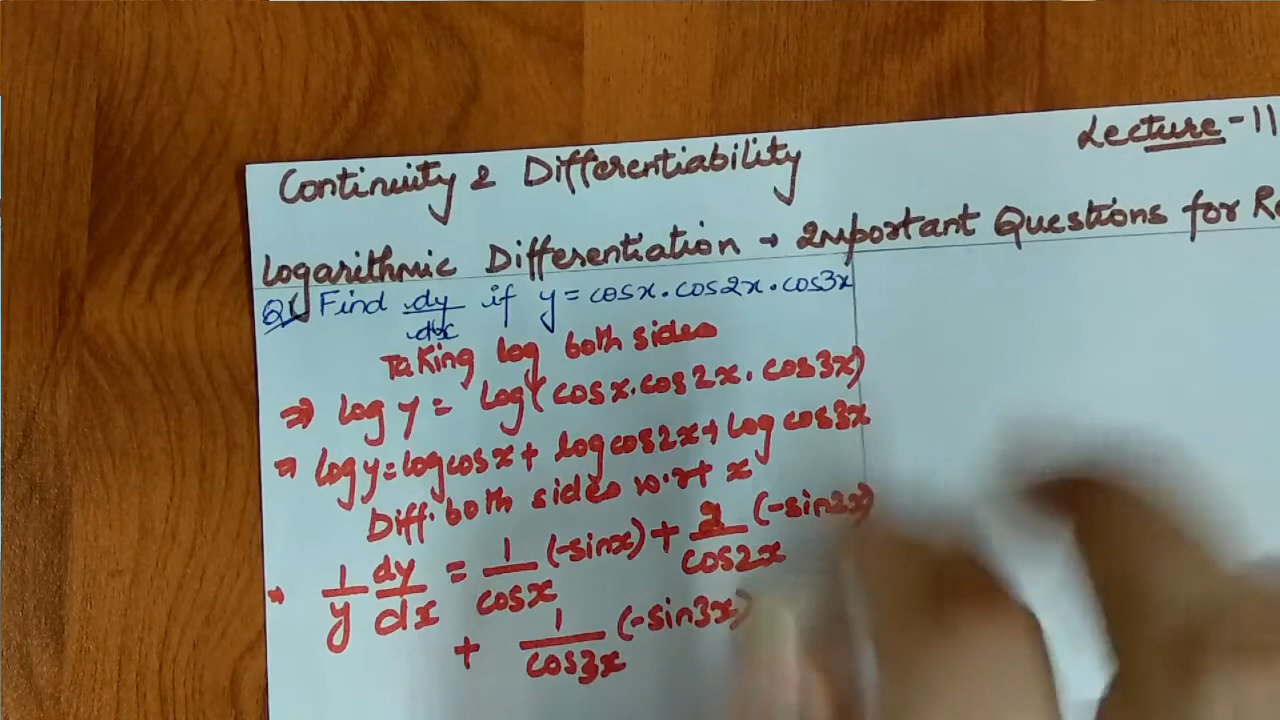 Lecture-11
Continuity & Differentiability
Logarithmic Differentiation → Important Questions for
Q1 Find dy/dx if y = cosx.cos2x.cos3x
Taking log both sides
⇒ log y = log(cosx.cos2x.cos3x)
⇒ log y = log cosx + log cos2x + log cos3x
Diff. both sides w.r.t x
⇒ 1/y dy/dx = 1/cosx (-sinx) + 2/cos2x (-sin2x)
+ 1/cos3x (-sin3x)